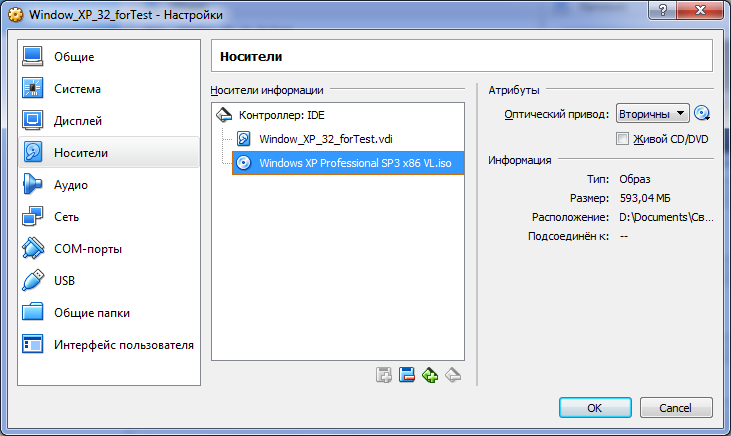 Window_XP_32_forTest - Настройки
Общие
Система
Дисплей
Носители
Аудио
Сеть
COM-порты
USB
Общие папки
Интерфейс пользователя
Носители
Носители информации
Контроллер: IDE
Window_XP_32_forTest.vdi
Windows XP Professional SP3 x86 VL.iso
Атрибуты
Оптический привод: Вторичны
Живой CD/DVD
Информация
Тип: Образ
Размер: 593,04 МБ
Расположение: D:\Documents\Св...
Подсоединён к: --
OK
Cancel